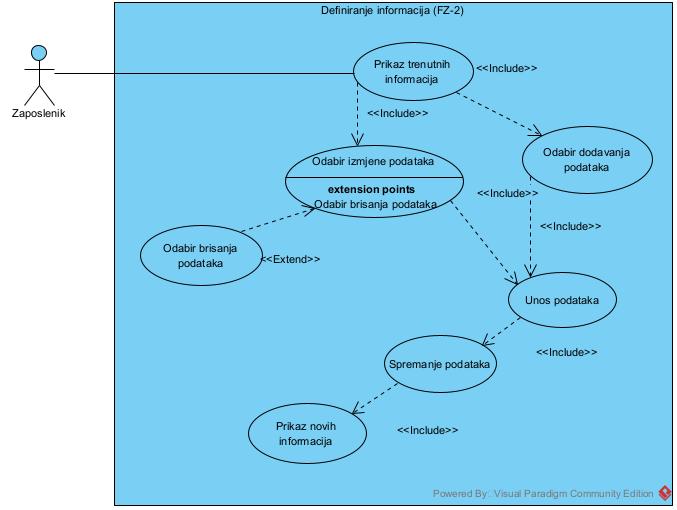 Definiranje informacija (FZ-2)
Prikaz trenutnih
informacija
<<Include>>
Zaposlenik
<<Include>>
Odabir izmjene podataka
extension points
Odabir brisanja podataka
Odabir dodavanja
podataka
<<Include>>
<<Include>>
Odabir brisanja
podataka
<<Extend>>
Unos podataka
<<Include>>
Spremanje podataka
<<Include>>
Prikaz novih
informacija
Powered By: Visual Paradigm Community Edition